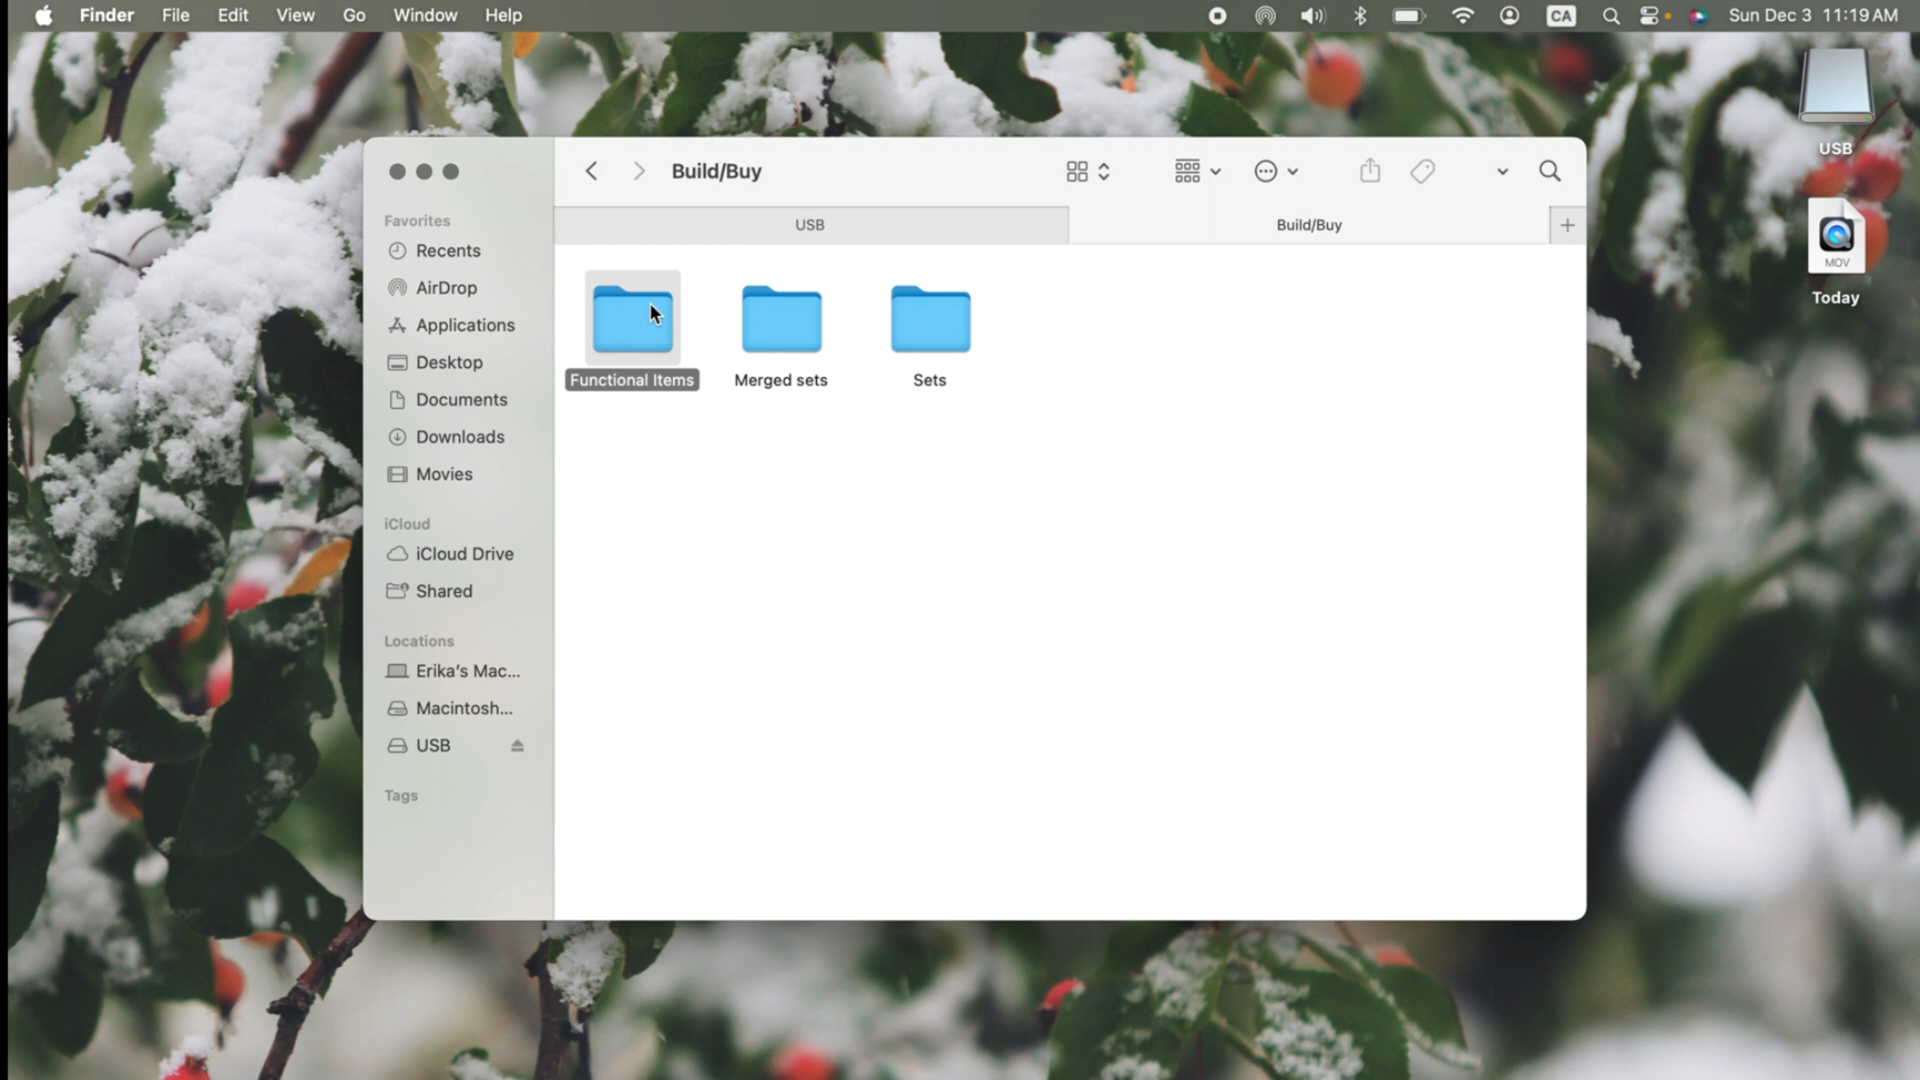 Finder File Edit View Go Window Help
CA Sun Dec 3 11:19 AM
USB
MOV
Today
Build/Buy
USB
Build/Buy
Favorites
Recents
AirDrop
Applications
Desktop
Documents
Downloads
Movies
iCloud
iCloud Drive
Shared
Locations
Erika's Mac...
Macintosh...
USB
Tags
Functional Items
Merged sets
Sets